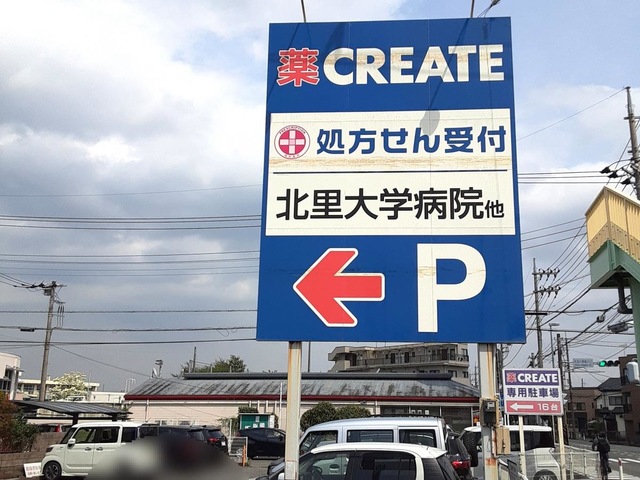 薬 CREATE
処方せん受付
北里大学病院他
P
薬 CREATE
専用駐車場
16台